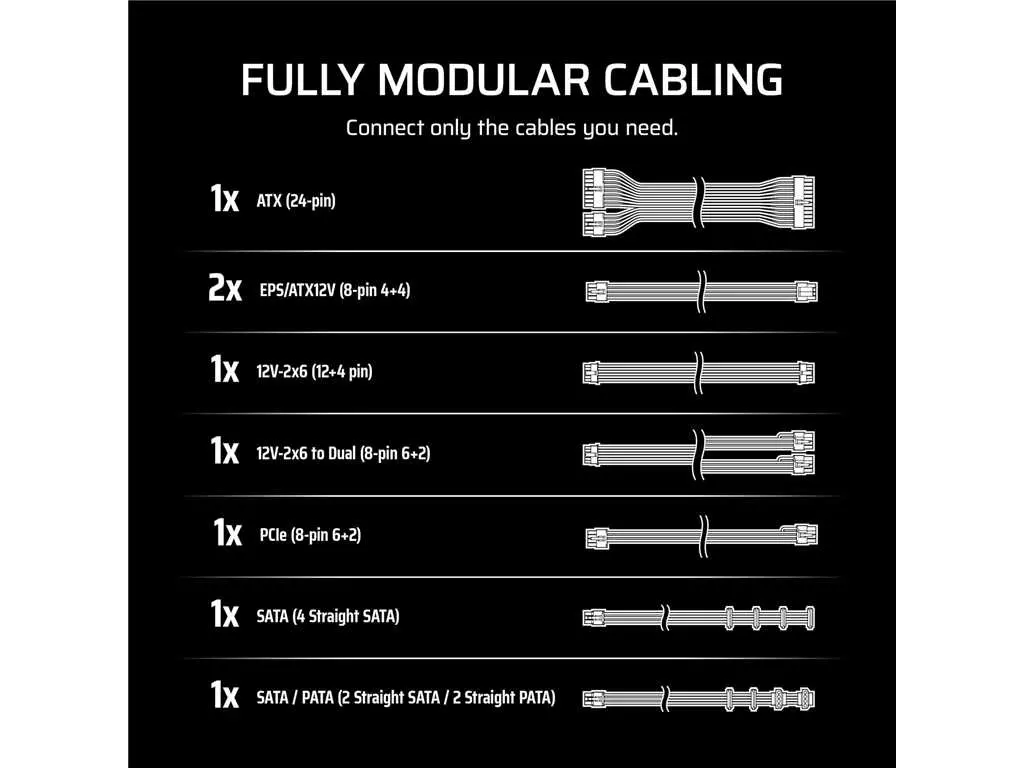 FULLY MODULAR CABLING
Connect only the cables you need.
1x ATX (24-pin)
2x EPS/ATX12V (8-pin 4+4)
1x 12V-2x6 (12+4 pin)
1x 12V-2x6 to Dual (8-pin 6+2)
1x PCIe (8-pin 6+2)
1x SATA (4 Straight SATA)
1x SATA / PATA (2 Straight SATA / 2 Straight PATA)